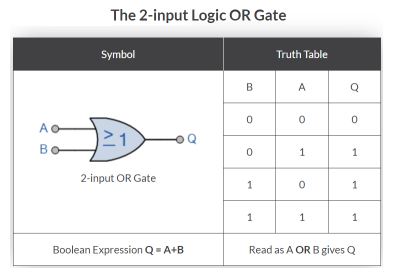 The 2-input Logic OR Gate
Symbol
Truth Table
B A Q
0 0 0
0 1 1
1 0 1
1 1 1
A
B
≥1
Q
2-input OR Gate
Boolean Expression Q = A+B
Read as A OR B gives Q